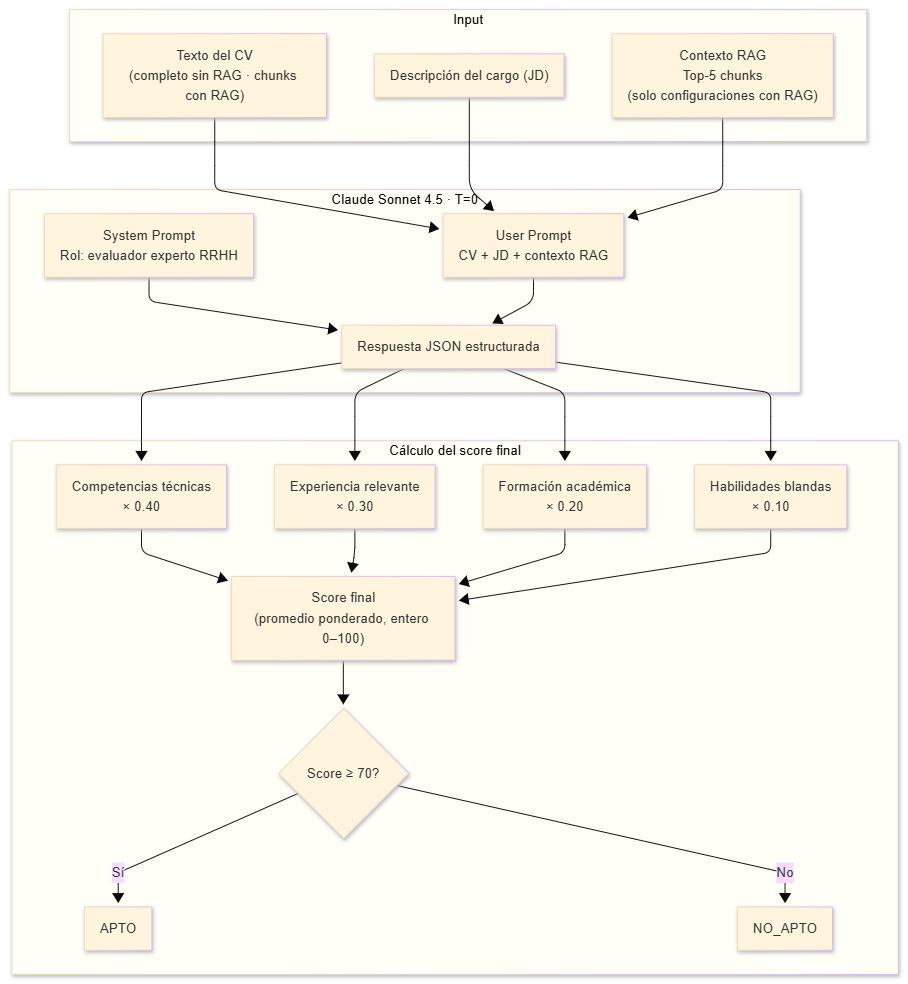 Input
Texto del CV
(completo sin RAG · chunks
con RAG)
Descripción del cargo (JD)
Contexto RAG
Top-5 chunks
(solo configuraciones con RAG)
Claude Sonnet 4.5 · T=0
System Prompt
Rol: evaluador experto RRHH
User Prompt
CV + JD + contexto RAG
Respuesta JSON estructurada
Cálculo del score final
Competencias técnicas
× 0.40
Experiencia relevante
× 0.30
Formación académica
× 0.20
Habilidades blandas
× 0.10
Score final
(promedio ponderado, entero
0–100)
Score ≥ 70?
Sí
No
APTO
NO_APTO